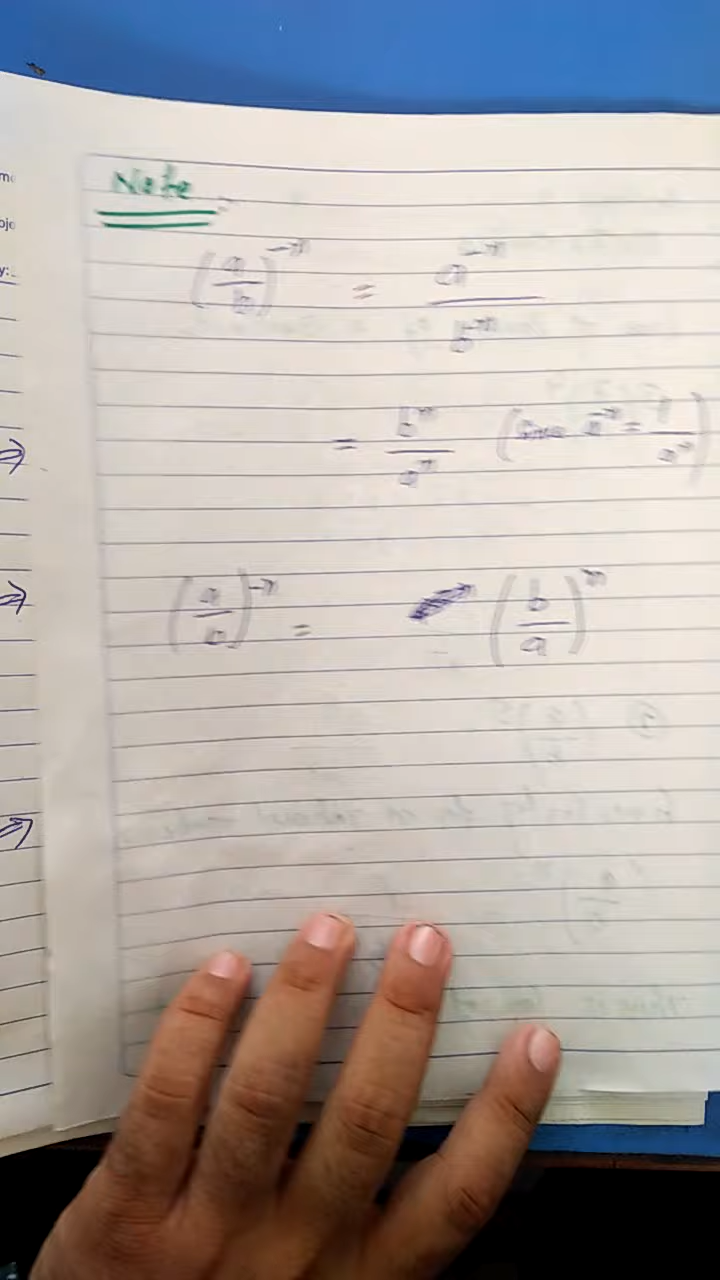 Note
(a/b)^-n = a^-n / b^-n
= b^n / a^n (Since a^-n = 1/a^n)
(a/b)^-n = (b/a)^n